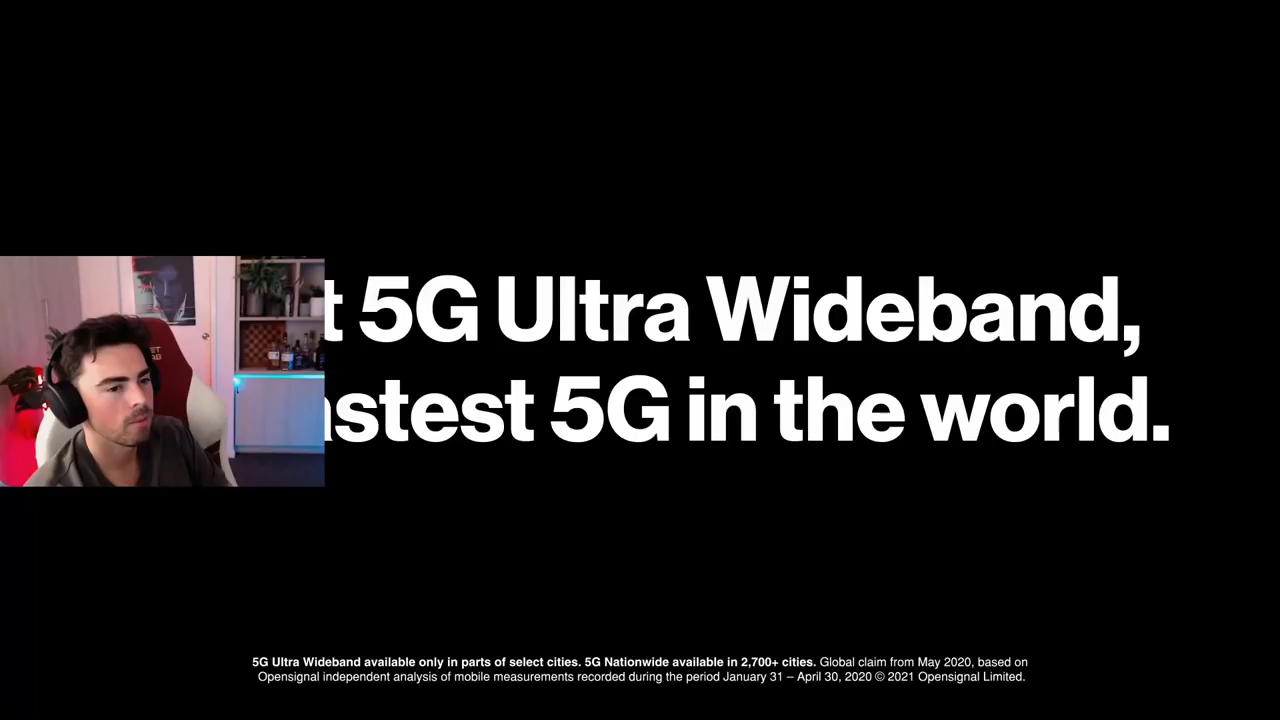 5G Ultra Wideband,
5G in the world.
5G Ultra Wideband available only in parts of select cities. 5G Nationwide available in 2,700+ cities. Global claim from May 2020, based on
Opensignal independent analysis of mobile measurements recorded during the period January 31 – April 30, 2020 © 2021 Opensignal Limited.